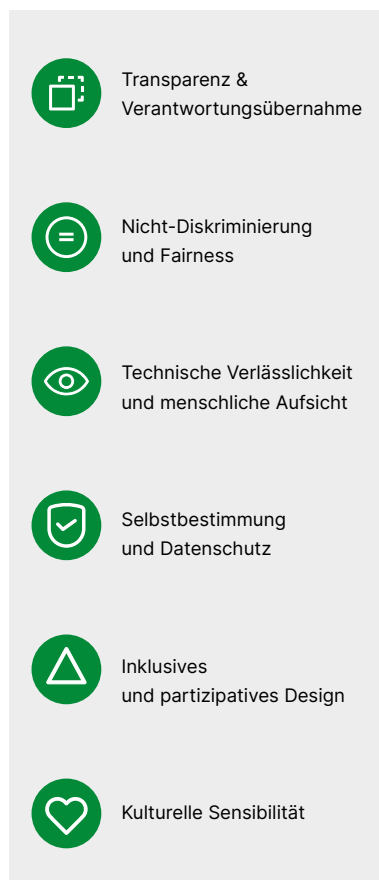 Transparenz &
Verantwortungsübernahme
Nicht-Diskriminierung
und Fairness
Technische Verlässlichkeit
und menschliche Aufsicht
Selbstbestimmung
und Datenschutz
Inklusives
und partizipatives Design
Kulturelle Sensibilität